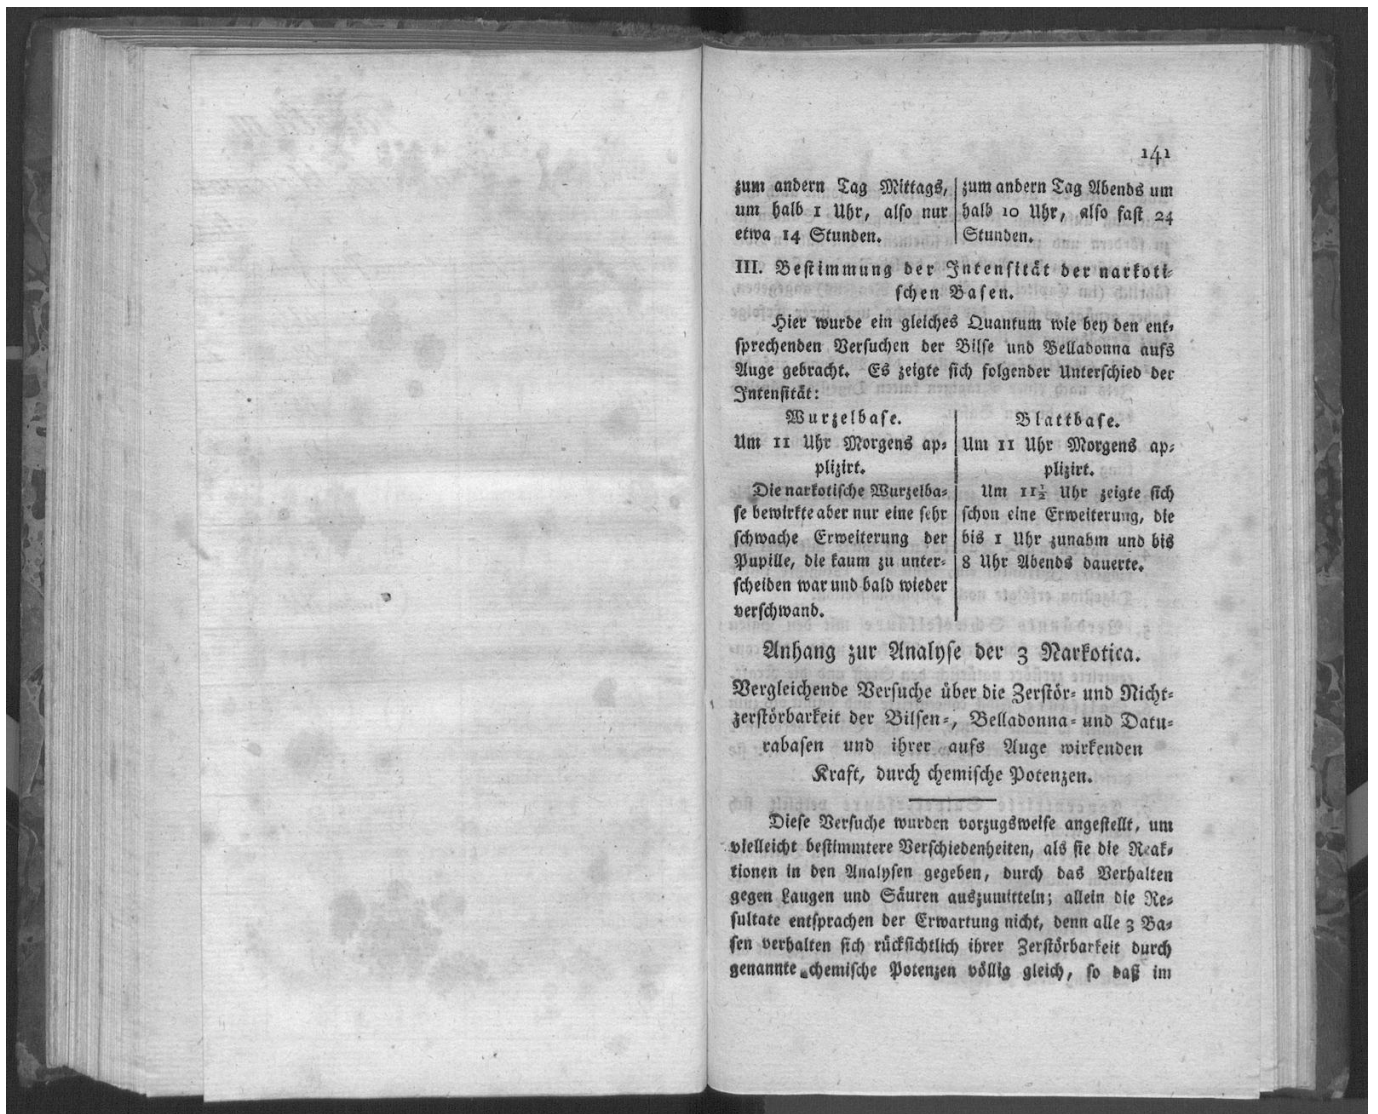 141
zum andern Tag Mittags,
um halb 1 Uhr, also nur
etwa 14 Stunden.
zum andern Tag Abends um
halb 10 Uhr, also fast 24
Stunden.
III. Bestimmung der Intensität der narkoti-
schen Basen.
Hier wurde ein gleiches Quantum wie bey den ent-
sprechenden Versuchen der Bilse und Belladonna aufs
Auge gebracht. Es zeigte sich folgender Unterschied der
Intensität:
Wurzelbase.
Um 11 Uhr Morgens ap-
plizirt.
Die narkotische Wurzelba-
se bewirkte aber nur eine sehr
schwache Erweiterung der
Pupille, die kaum zu unter-
scheiden war und bald wieder
verschwand.
Blattbase.
Um 11 Uhr Morgens ap-
plizirt.
Um 11½ Uhr zeigte sich
schon eine Erweiterung, die
bis 1 Uhr zunahm und bis
8 Uhr Abends dauerte.
Anhang zur Analyse der 3 Narkotica.
Vergleichende Versuche über die Zerstör- und Nicht-
zerstörbarkeit der Bilsen-, Belladonna- und Datu-
rabasen und ihrer aufs Auge wirkenden
Kraft, durch chemische Potenzen.
Diese Versuche wurden vorzugsweise angestellt, um
vielleicht bestimmtere Verschiedenheiten, als sie die Reak-
tionen in den Analysen gegeben, durch das Verhalten
gegen Laugen und Säuren auszumitteln; allein die Re-
sultate entsprachen der Erwartung nicht, denn alle 3 Ba-
sen verhalten sich rücksichtlich ihrer Zerstörbarkeit durch
genannte chemische Potenzen völlig gleich, so daß im